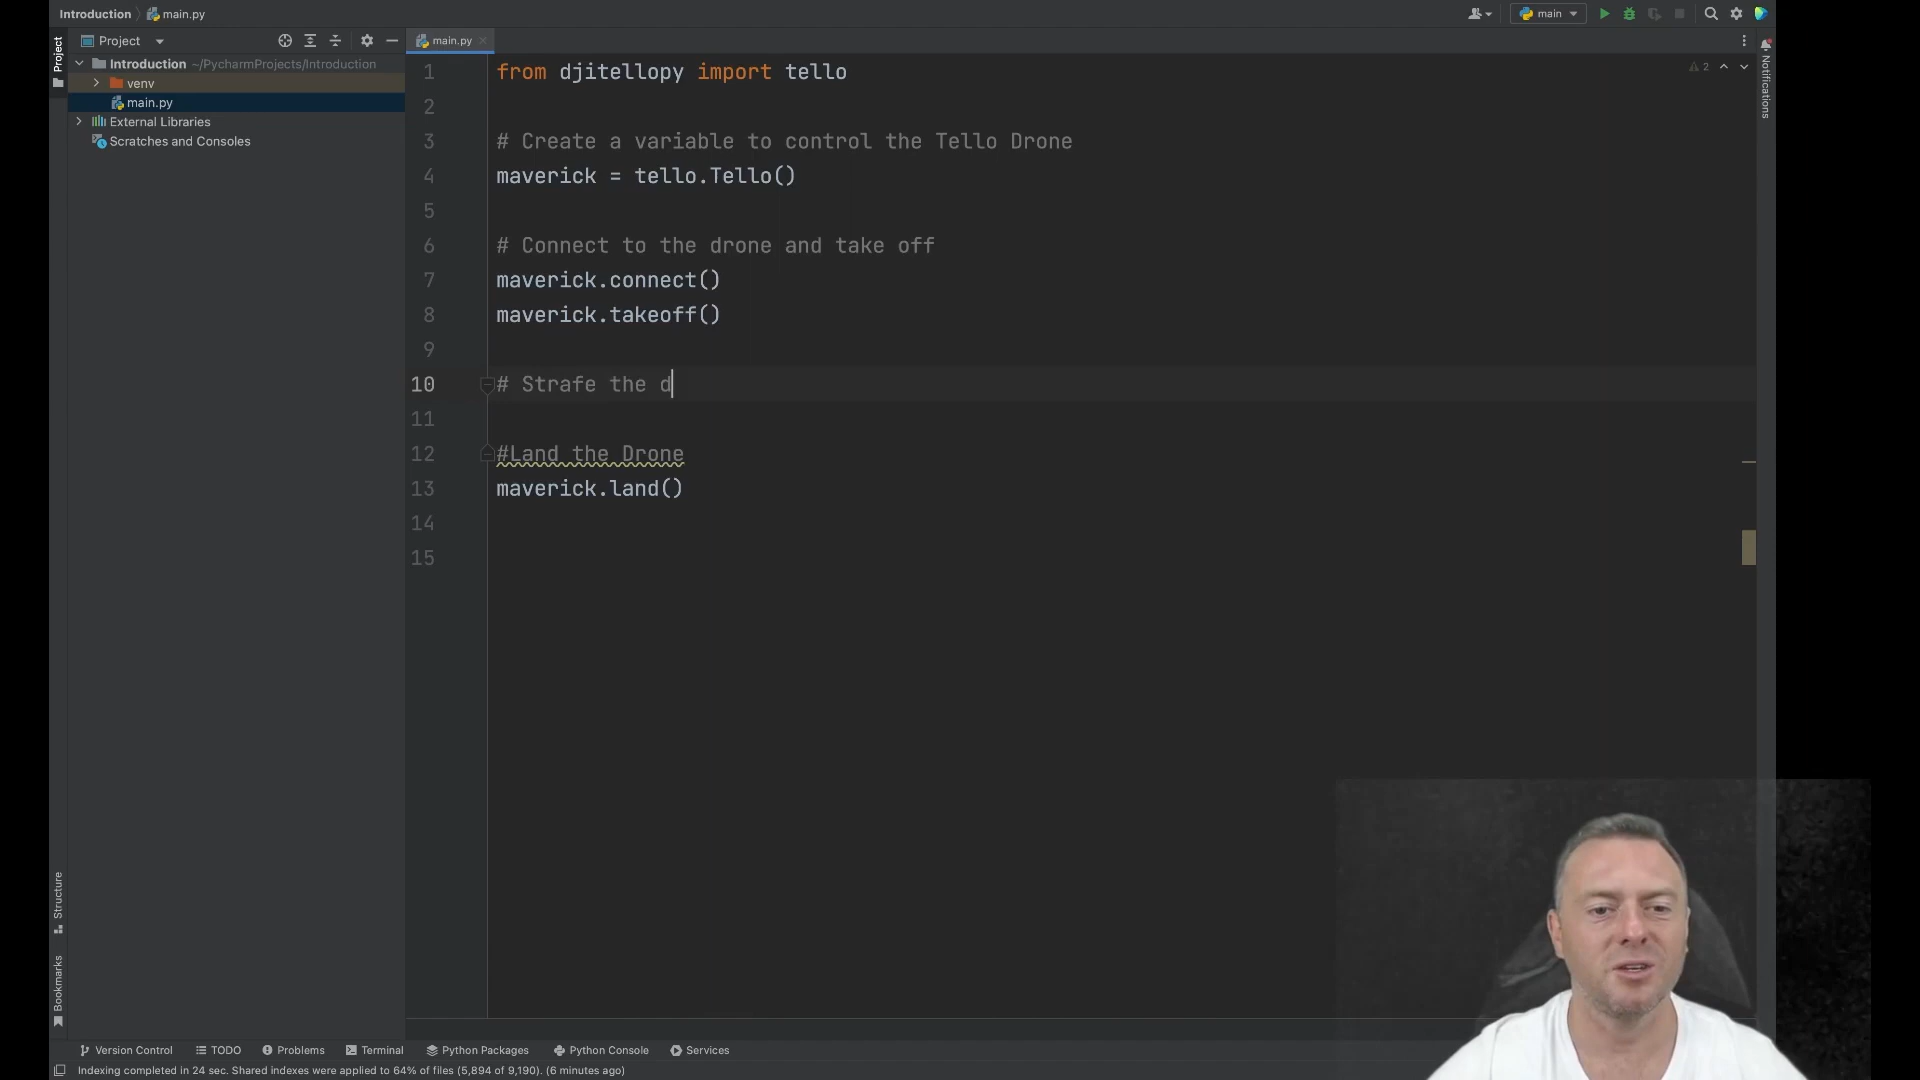 Introduction main.py
main
Project
Project
Introduction ~/PycharmProjects/Introduction
venv
main.py
External Libraries
Scratches and Consoles
main.py
2
Notifications
1 from djitellopy import tello
2
3 # Create a variable to control the Tello Drone
4 maverick = tello.Tello()
5
6 # Connect to the drone and take off
7 maverick.connect()
8 maverick.takeoff()
9
10 # Strafe the d
11
12 #Land the Drone
13 maverick.land()
14
15
Structure
Bookmarks
Version Control TODO Problems Terminal Python Packages Python Console Services
Indexing completed in 24 sec. Shared indexes were applied to 64% of files (5,894 of 9,190). (6 minutes ago)